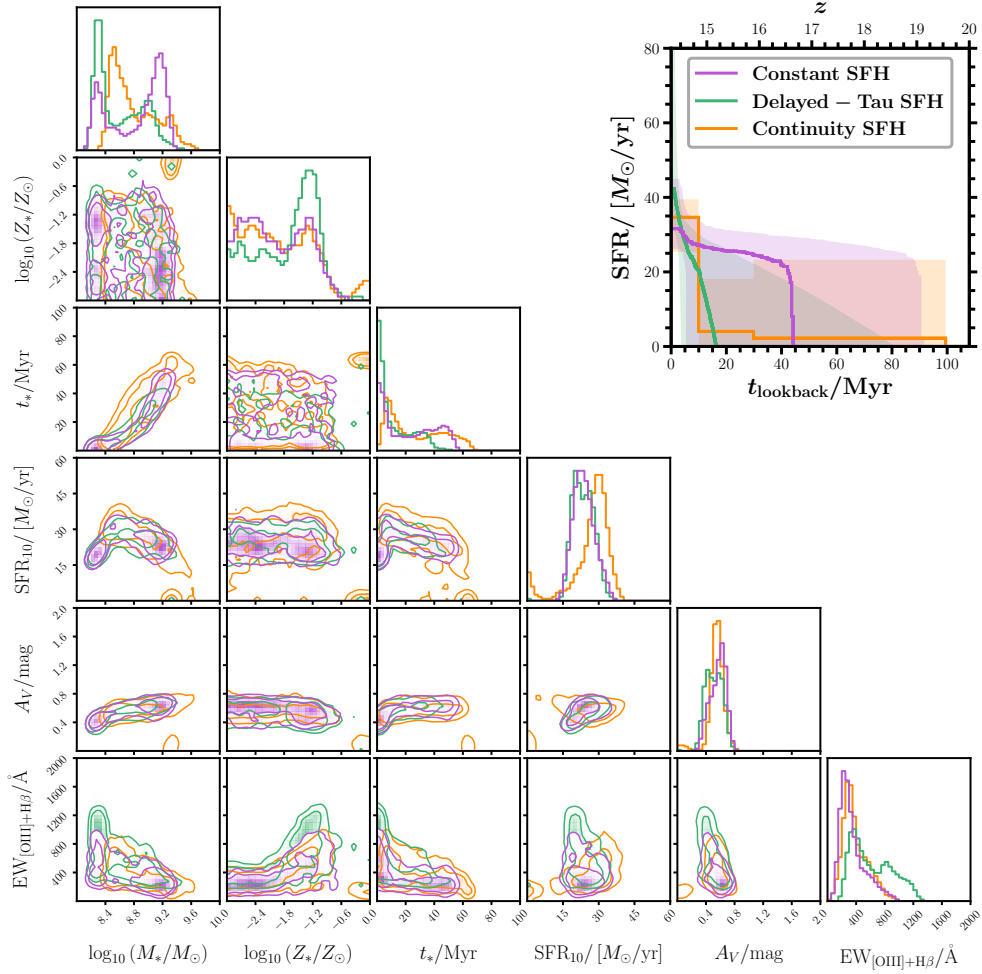 z
15 16 17 18 19 20
80
60
40
20
0
SFR/ [M⊙/yr]
Constant SFH
Delayed − Tau SFH
Continuity SFH
0 20 40 60 80 100
t_lookback/Myr
log10 (Z*/Z⊙)
0.0
−0.6
−1.2
−1.8
−2.4
t*/Myr
100
80
60
40
20
SFR10/ [M⊙/yr]
60
45
30
15
A_V/mag
2.0
1.6
1.2
0.8
0.4
EW[OIII]+Hβ/Å
2000
1600
1200
800
400
8.4 9.2 10.0
−2.4 −1.8 −1.2 −0.6 0.0
20 40 60 80 100
15 30 45 60
0.4 0.8 1.2 1.6 2.0
400 800 1200 1600 2000
log10 (M*/M⊙)
log10 (Z*/Z⊙)
t*/Myr
SFR10/ [M⊙/yr]
A_V/mag
EW[OIII]+Hβ/Å